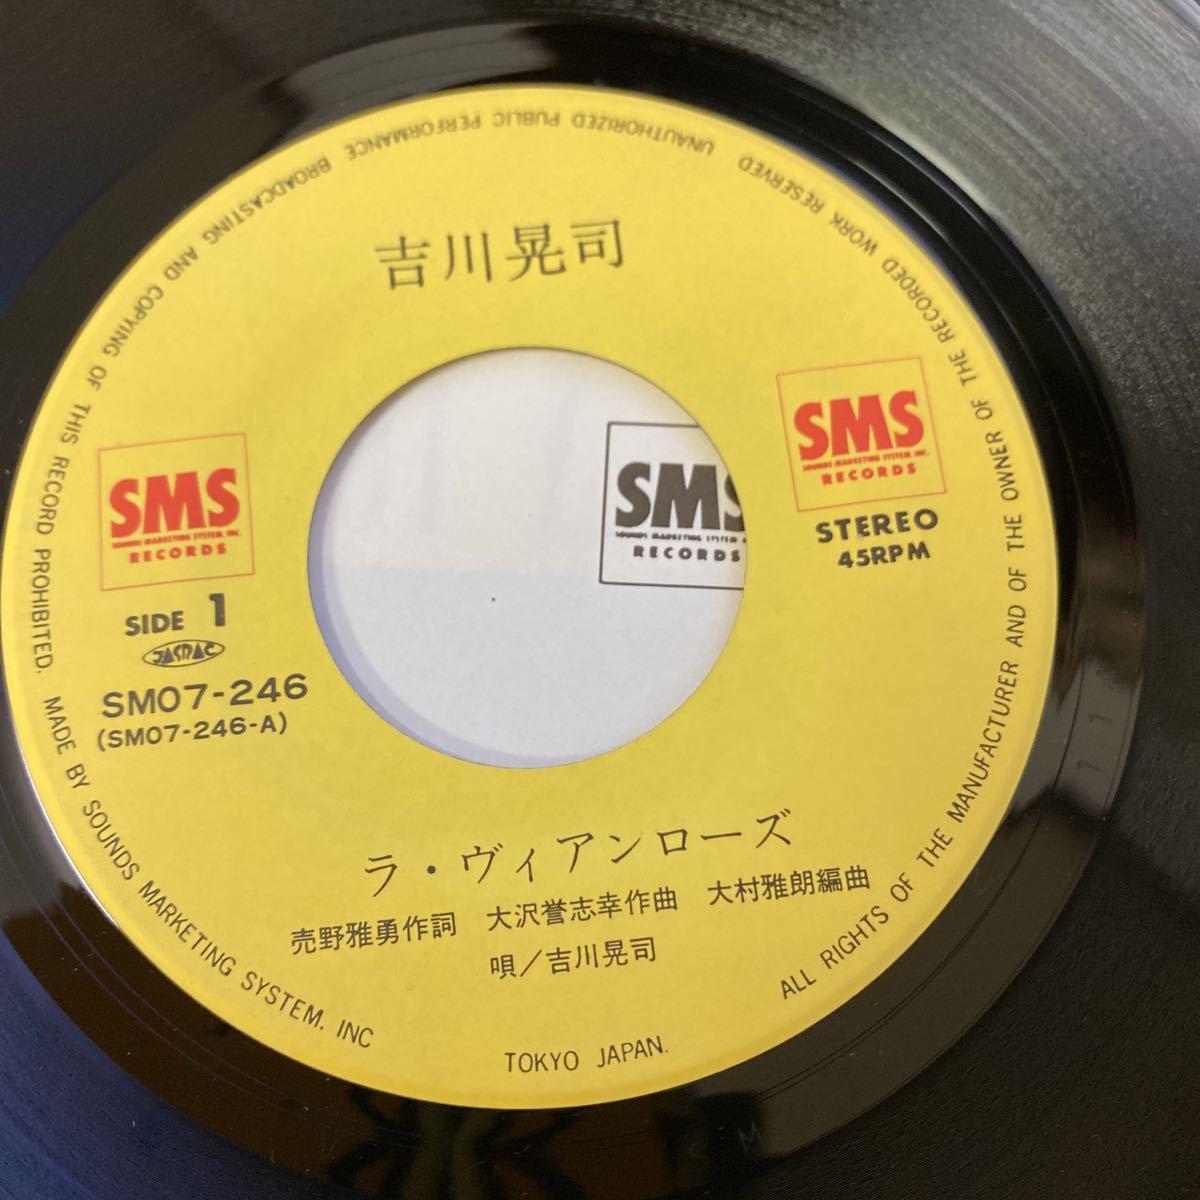 吉川晃司
SMS
SOUNDS MARKETING SYSTEM, INC.
RECORDS
SIDE 1
JASRAC
SM07-246
(SM07-246-A)
SMS
SOUNDS MARKETING SYSTEM
RECORDS
SMS
SOUNDS MARKETING SYSTEM, INC.
RECORDS
STEREO
45RPM
ラ・ヴィアンローズ
売野雅勇作詞 大沢誉志幸作曲 大村雅朗編曲
唄/吉川晃司
ALL RIGHTS OF THE MANUFACTURER AND OF THE OWNER OF THE RECORDED WORK RESERVED UNAUTHORIZED PUBLIC PERFORMANCE BROADCASTING AND COPYING OF THIS RECORD PROHIBITED. MADE BY SOUNDS MARKETING SYSTEM. INC
TOKYO JAPAN.